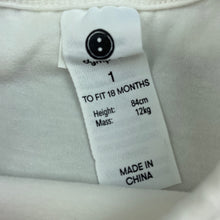 1
TO FIT 18 MONTHS
Height: 84cm
Mass: 12kg
MADE IN
CHINA